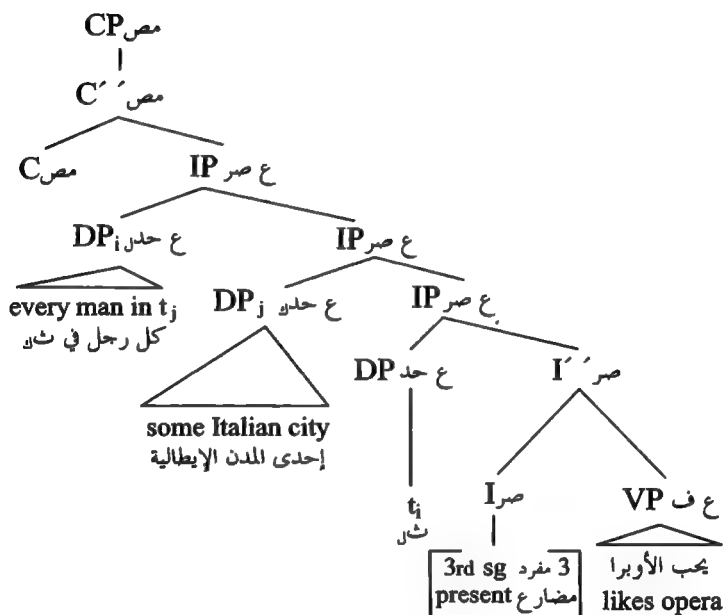 CP مص
C´´ مص
C مص
IP ع صر
DPi ع حدل
IP ع صر
every man in tj
كل رجل في ثك
DPj ع حدك
IP ع صر
some Italian city
إحدى المدن الإيطالية
DP ع حد
I´´ صر
ti
ثل
I صر
VP ع ف
3rd sg 3 مفرد
present مضارع
يحب الأوبرا
likes opera